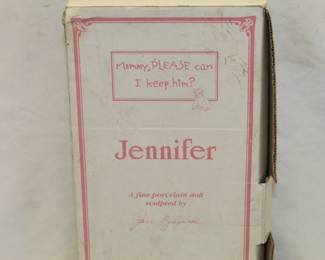 Mommy, PLEASE can
I keep him?
Jennifer
A fine porcelain doll
sculpted by